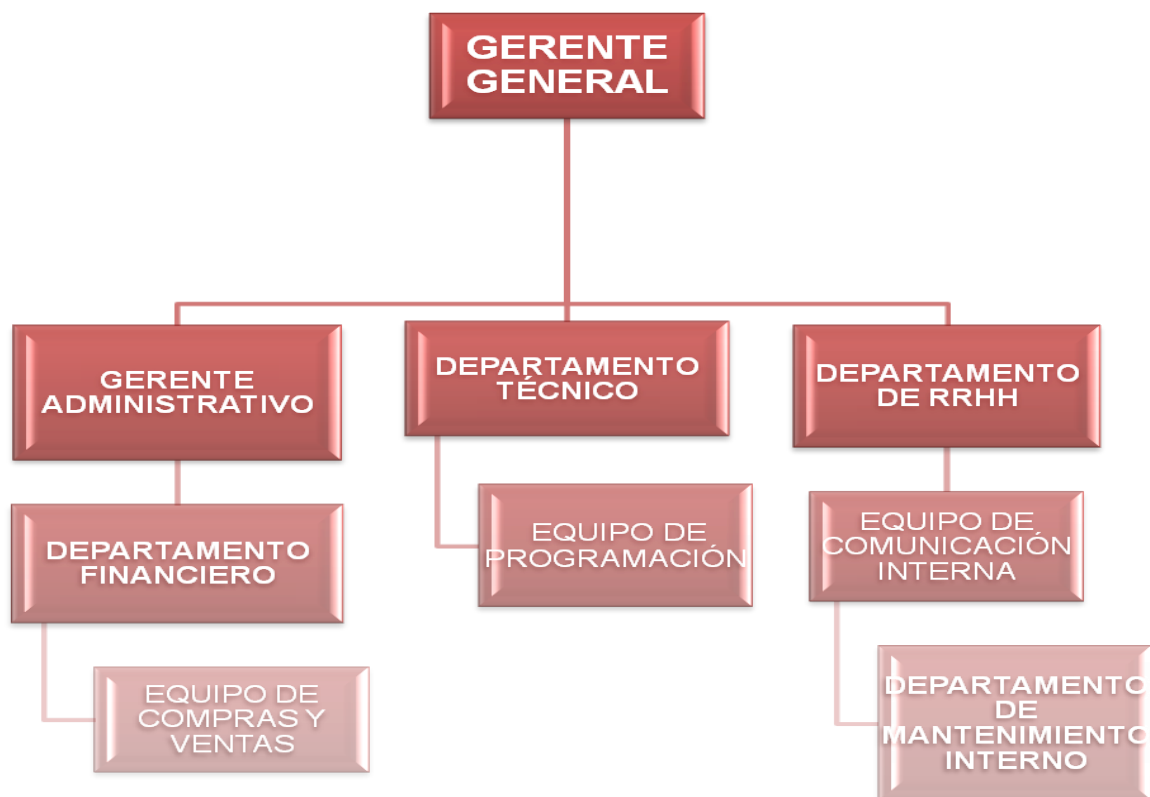 GERENTE
GENERAL
GERENTE
ADMINISTRATIVO
DEPARTAMENTO
TÉCNICO
DEPARTAMENTO
DE RRHH
DEPARTAMENTO
FINANCIERO
EQUIPO DE
PROGRAMACIÓN
EQUIPO DE
COMUNICACIÓN
INTERNA
EQUIPO DE
COMPRAS Y
VENTAS
DEPARTAMENTO
DE
MANTENIMIENTO
INTERNO